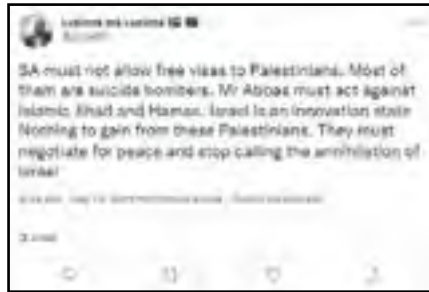 SA must not allow free visas to Palestinians. Most of
them are suicide bombers. Mr Abbas must act against
Islamic Jihad and Hamas. Israel is an innovation state
Nothing to gain from these Palestinians. They must
negotiate for peace and stop calling the annihilation of
Israel